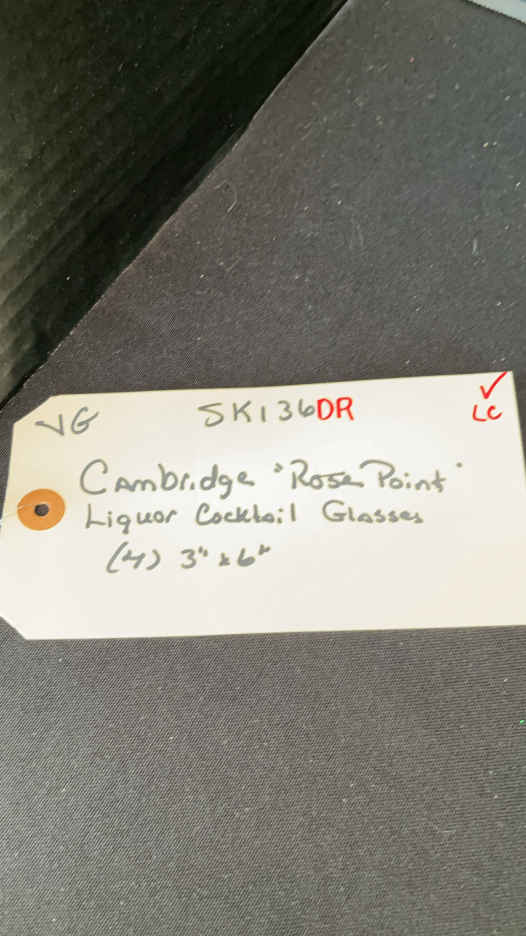 VG SK136DR ✓
LC
Cambridge "Rose Point"
Liquor Cocktail Glasses
(4) 3" x 6"